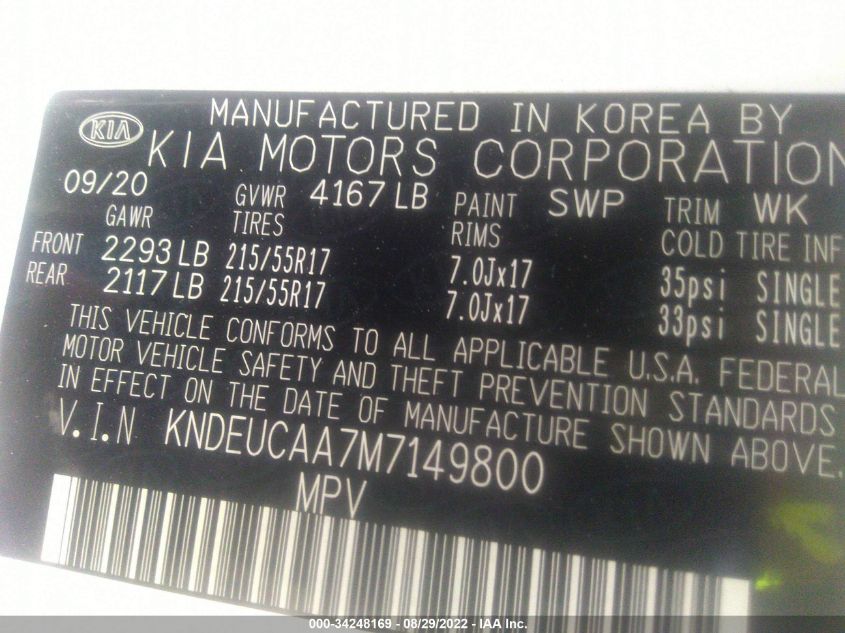 MANUFACTURED IN KOREA BY
KIA
KIA MOTORS CORPORATION
09/20 GVWR 4167 LB PAINT SWP TRIM WK
GAWR TIRES RIMS COLD TIRE INF
FRONT 2293 LB 215/55R17 7.0Jx17 35psi SINGLE
REAR 2117 LB 215/55R17 7.0Jx17 33psi SINGLE
THIS VEHICLE CONFORMS TO ALL APPLICABLE U.S.A. FEDERAL
MOTOR VEHICLE SAFETY AND THEFT PREVENTION STANDARDS
IN EFFECT ON THE DATE OF MANUFACTURE SHOWN ABOVE.
V.I.N KNDEUCAA7M7149800
MPV
000-34248169 - 08/29/2022 - IAA Inc.